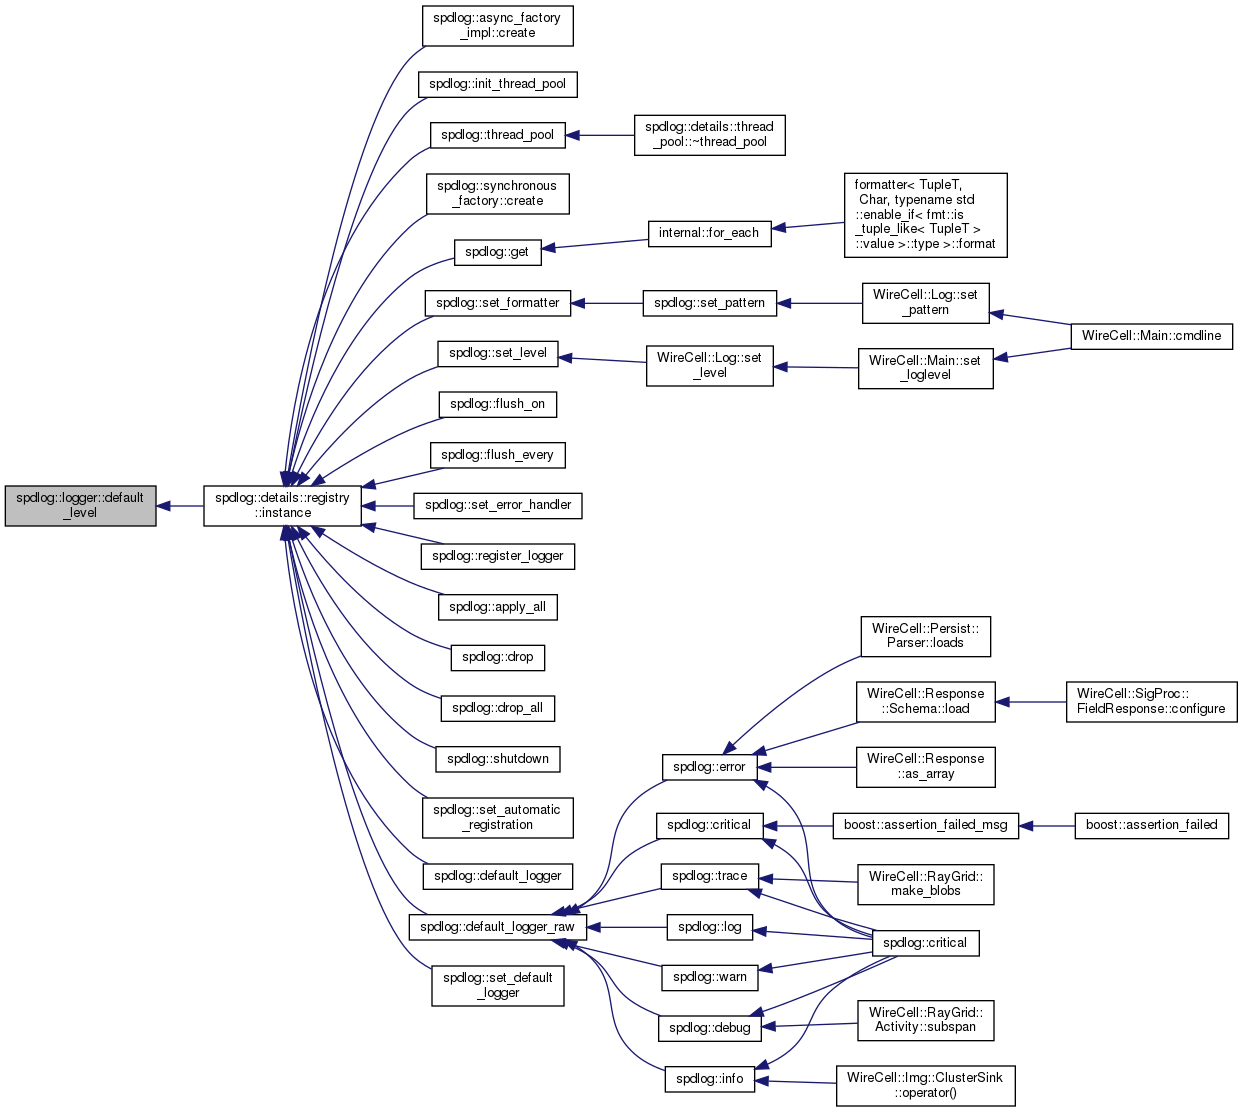 spdlog::async_factory
_impl::create
spdlog::init_thread_pool
spdlog::thread_pool
spdlog::details::thread
_pool::~thread_pool
spdlog::synchronous
_factory::create
spdlog::get
internal::for_each
formatter< TupleT,
Char, typename std
::enable_if< fmt::is
_tuple_like< TupleT >
::value >::type >::format
spdlog::set_formatter
spdlog::set_pattern
WireCell::Log::set
_pattern
WireCell::Main::cmdline
spdlog::set_level
WireCell::Log::set
_level
WireCell::Main::set
_loglevel
spdlog::flush_on
spdlog::flush_every
spdlog::logger::default
_level
spdlog::details::registry
::instance
spdlog::set_error_handler
spdlog::register_logger
spdlog::apply_all
spdlog::drop
spdlog::drop_all
spdlog::shutdown
spdlog::set_automatic
_registration
spdlog::default_logger
spdlog::default_logger_raw
spdlog::set_default
_logger
WireCell::Persist::
Parser::loads
WireCell::Response
::Schema::load
WireCell::SigProc::
FieldResponse::configure
spdlog::error
WireCell::Response
::as_array
spdlog::critical
boost::assertion_failed_msg
boost::assertion_failed
spdlog::trace
WireCell::RayGrid::
make_blobs
spdlog::log
spdlog::critical
spdlog::warn
spdlog::debug
WireCell::RayGrid::
Activity::subspan
spdlog::info
WireCell::Img::ClusterSink
::operator()